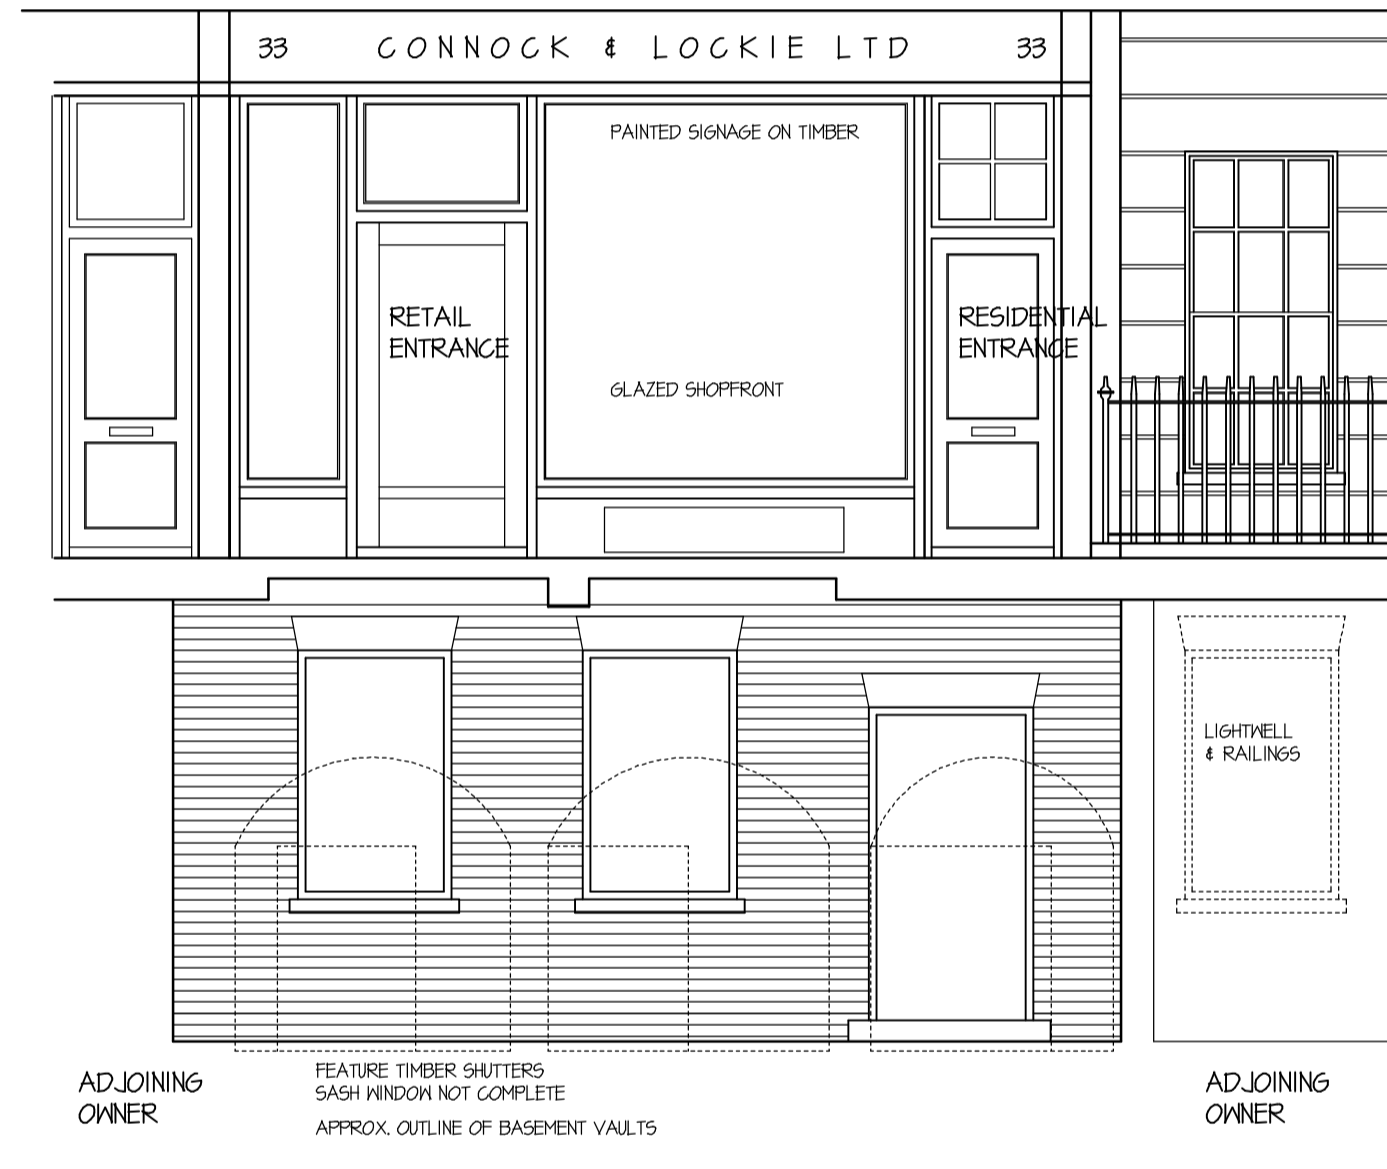 33 CONNOCK & LOCKIE LTD 33
PAINTED SIGNAGE ON TIMBER
RETAIL
ENTRANCE
RESIDENTIAL
ENTRANCE
GLAZED SHOPFRONT
LIGHTWELL
& RAILINGS
ADJOINING
OWNER
FEATURE TIMBER SHUTTERS
SASH WINDOW NOT COMPLETE
APPROX. OUTLINE OF BASEMENT VAULTS
ADJOINING
OWNER